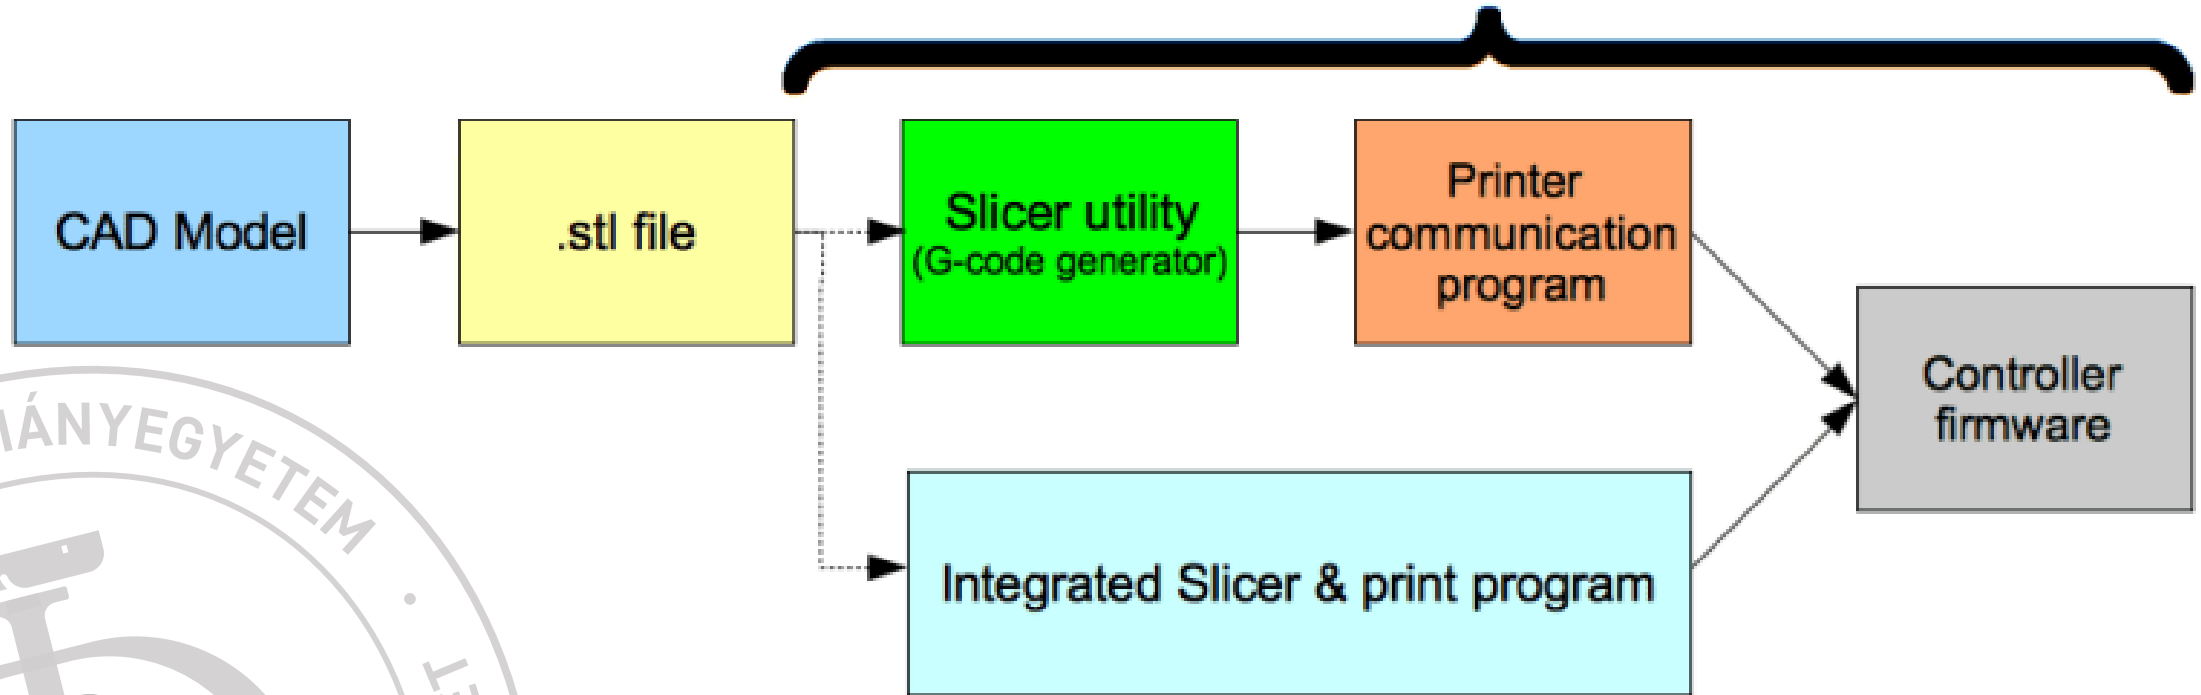 CAD Model
.stl file
Slicer utility
(G-code generator)
Printer
communication
program
Controller
firmware
Integrated Slicer & print program
ÁNYEGYETEM